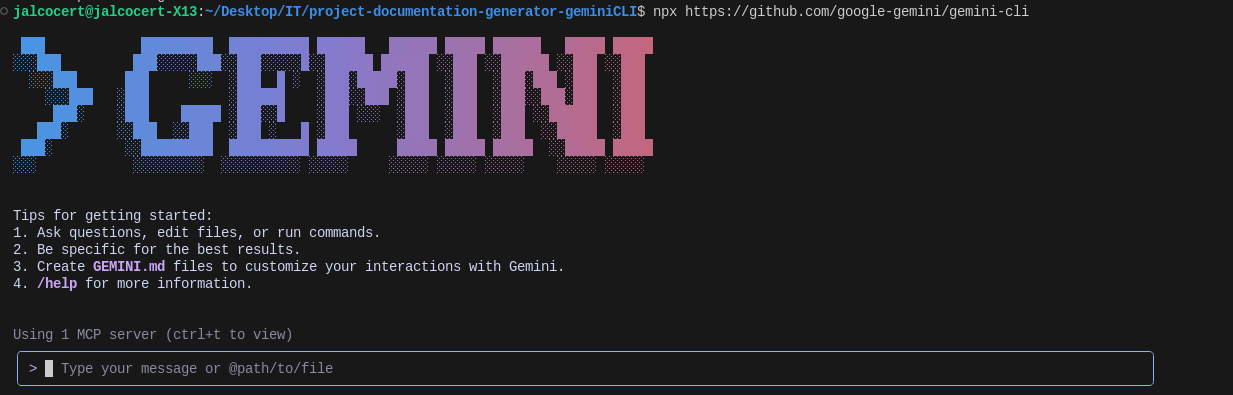 jalcocert@jalcocert-X13:~/Desktop/IT/project-documentation-generator-geminiCLI$ npx https://github.com/google-gemini/gemini-cli
> GEMINI
Tips for getting started:
1. Ask questions, edit files, or run commands.
2. Be specific for the best results.
3. Create GEMINI.md files to customize your interactions with Gemini.
4. /help for more information.
Using 1 MCP server (ctrl+t to view)
> Type your message or @path/to/file